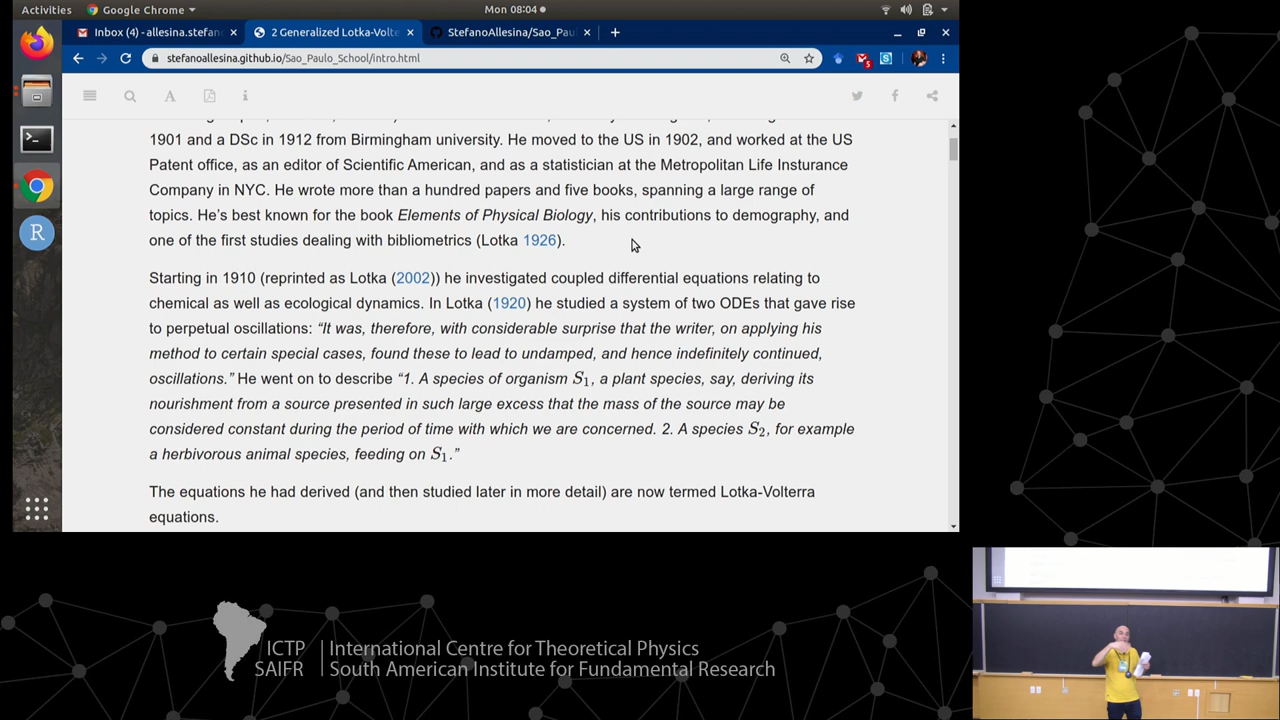 Activities
Google Chrome
Mon 08:04
Inbox (4) - allesina.stefan
2 Generalized Lotka-Volte
StefanoAllesina/Sao_Pau
stefanoallesina.github.io/Sao_Paulo_School/intro.html
1901 and a DSc in 1912 from Birmingham university. He moved to the US in 1902, and worked at the US
Patent office, as an editor of Scientific American, and as a statistician at the Metropolitan Life Insturance
Company in NYC. He wrote more than a hundred papers and five books, spanning a large range of
topics. He's best known for the book Elements of Physical Biology, his contributions to demography, and
one of the first studies dealing with bibliometrics (Lotka 1926).
Starting in 1910 (reprinted as Lotka (2002)) he investigated coupled differential equations relating to
chemical as well as ecological dynamics. In Lotka (1920) he studied a system of two ODEs that gave rise
to perpetual oscillations: “It was, therefore, with considerable surprise that the writer, on applying his
method to certain special cases, found these to lead to undamped, and hence indefinitely continued,
oscillations.” He went on to describe “1. A species of organism S₁, a plant species, say, deriving its
nourishment from a source presented in such large excess that the mass of the source may be
considered constant during the period of time with which we are concerned. 2. A species S₂, for example
a herbivorous animal species, feeding on S₁.”
The equations he had derived (and then studied later in more detail) are now termed Lotka-Volterra
equations.
ICTP International Centre for Theoretical Physics
SAIFR South American Institute for Fundamental Research